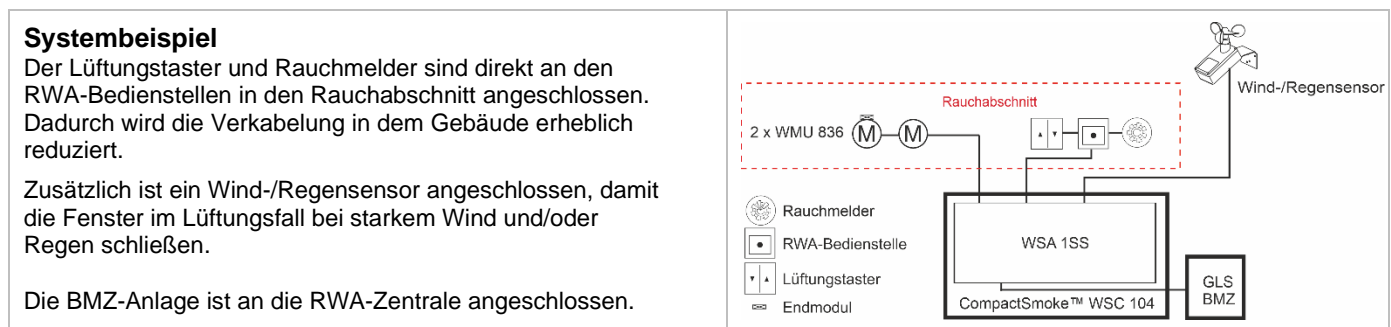 Systembeispiel
Der Lüftungstaster und Rauchmelder sind direkt an den
RWA-Bedienstellen in den Rauchabschnitt angeschlossen.
Dadurch wird die Verkabelung in dem Gebäude erheblich
reduziert.
Zusätzlich ist ein Wind-/Regensensor angeschlossen, damit
die Fenster im Lüftungsfall bei starkem Wind und/oder
Regen schließen.
Die BMZ-Anlage ist an die RWA-Zentrale angeschlossen.
Wind-/Regensensor
Rauchabschnitt
2 x WMU 836 M M
Rauchmelder
RWA-Bedienstelle
Lüftungstaster
Endmodul
WSA 1SS
CompactSmoke™ WSC 104
GLS
BMZ